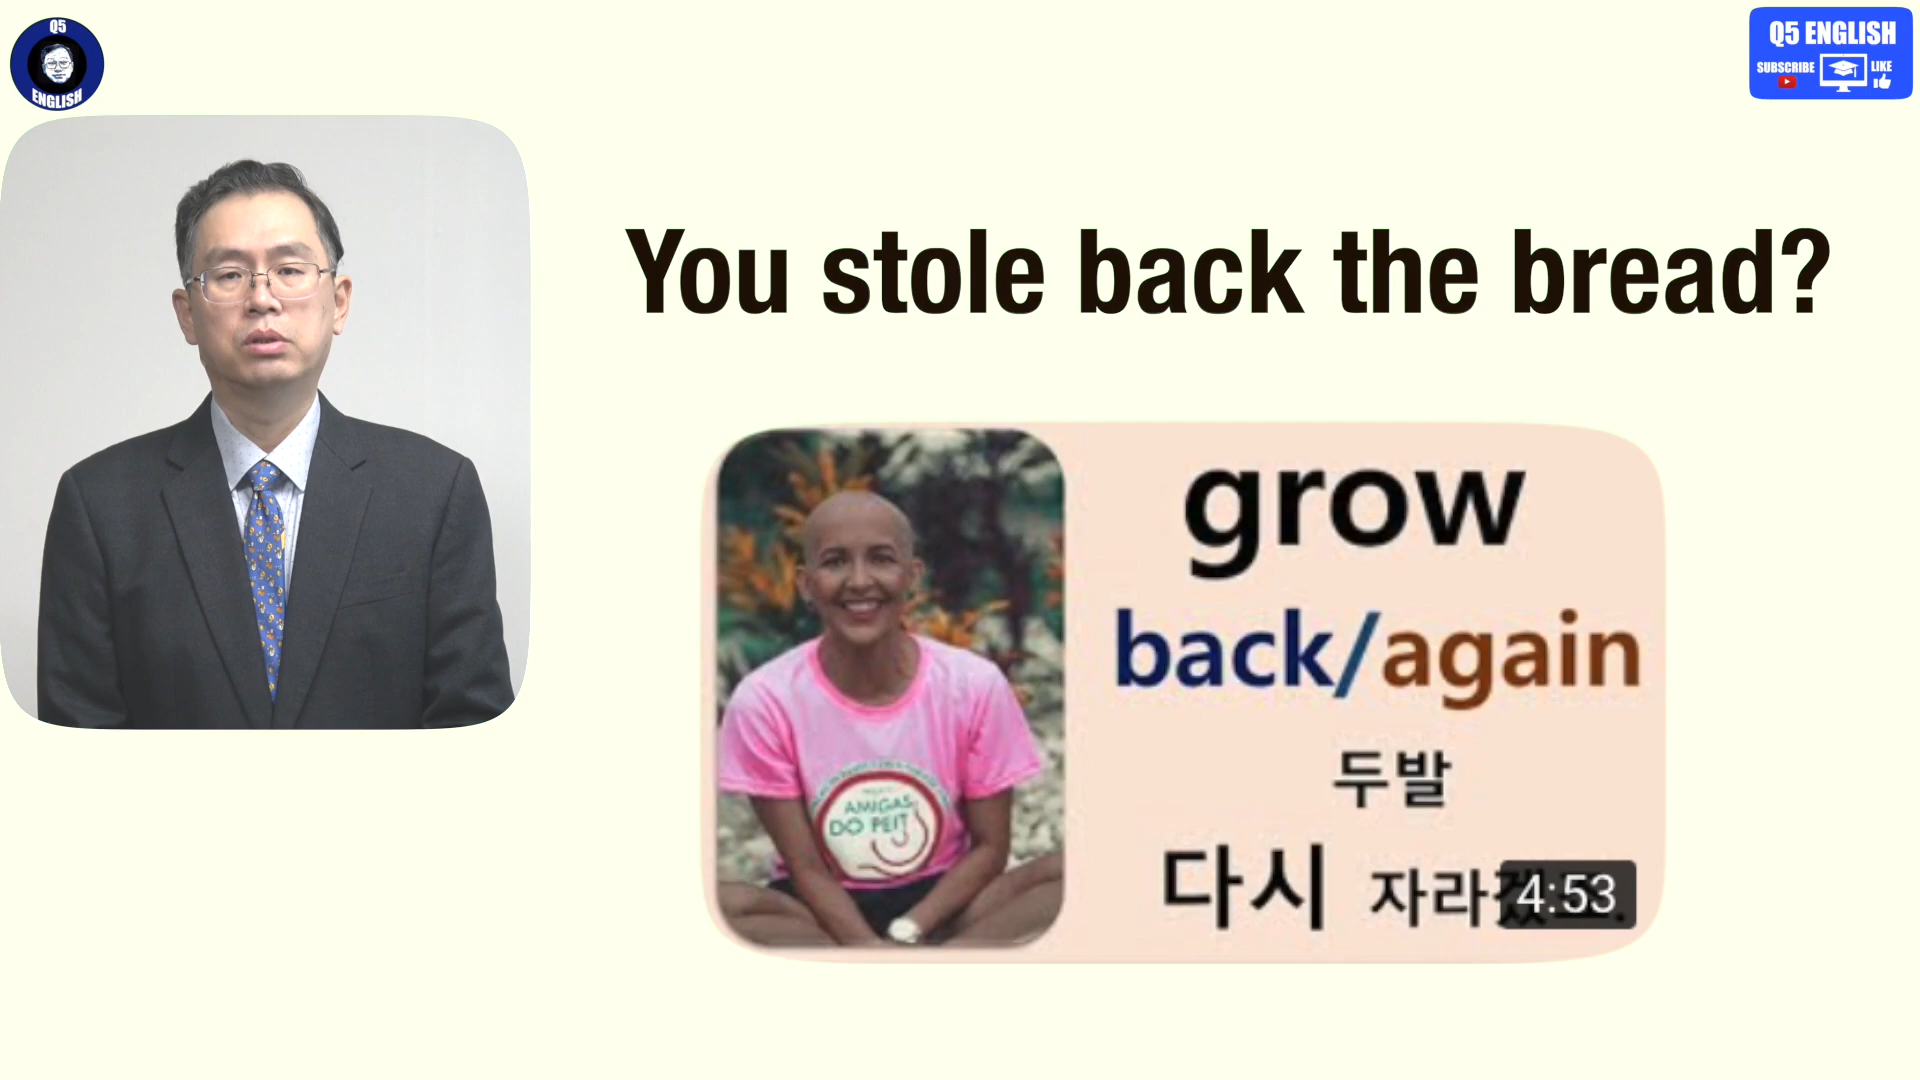 Q5
ENGLISH
Q5 ENGLISH
SUBSCRIBE
LIKE
You stole back the bread?
grow
back/again
두발
다시 자라
4:53
AMIGAS
DO PEIT